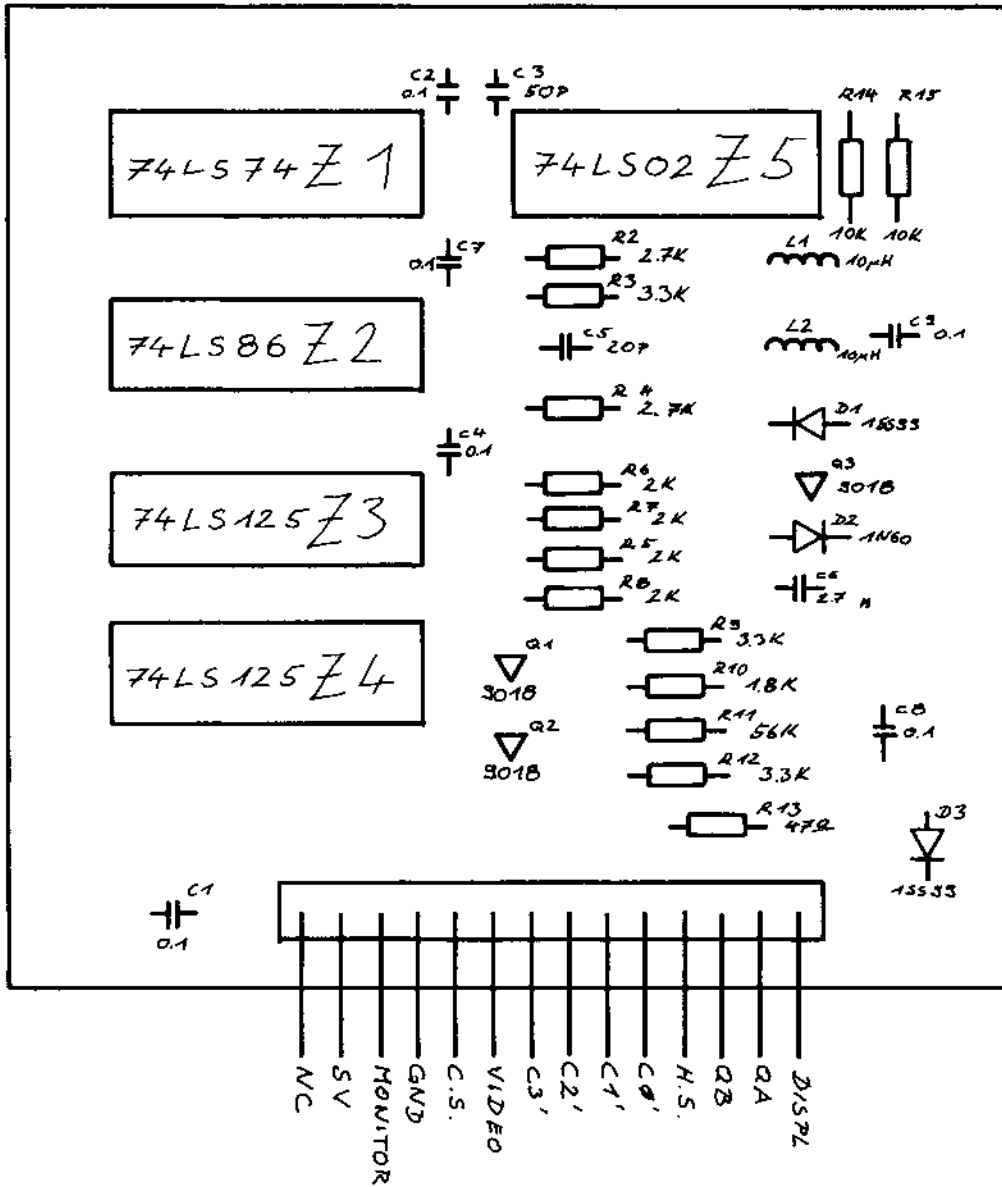 C2
0.1
C3
50P
R14
R15
74LS74 Z1
74LS02 Z5
10K
10K
C7
0.1
R2
2.7K
L1
10µH
R3
3.3K
74LS86 Z2
C5
20P
L2
10µH
C9
0.1
R4
2.7K
D1
1S533
C4
0.1
Q3
9018
74LS125 Z3
R6
2K
R7
2K
D2
1N60
R5
2K
R8
2K
C6
2.7
74LS125 Z4
Q1
9018
R9
3.3K
R10
1.8K
Q2
9018
R11
56K
C8
0.1
R12
3.3K
R13
47Ω
D3
1S533
C1
0.1
N/C
5V
MONITOR
GND
C.S.
VIDEO
C3'
C2'
C1'
C0'
H.S.
QB
QA
DISPL